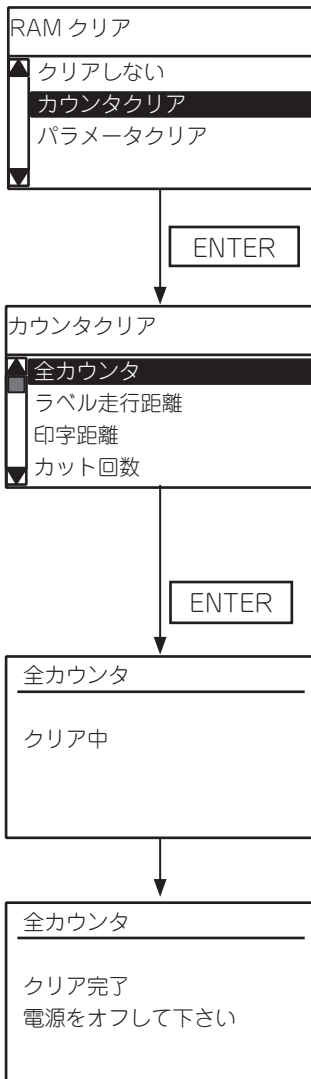 RAM クリア
クリアしない
カウンタクリア
パラメータクリア
ENTER
カウンタクリア
全カウンタ
ラベル走行距離
印字距離
カット回数
ENTER
全カウンタ
クリア中
全カウンタ
クリア完了
電源をオフして下さい